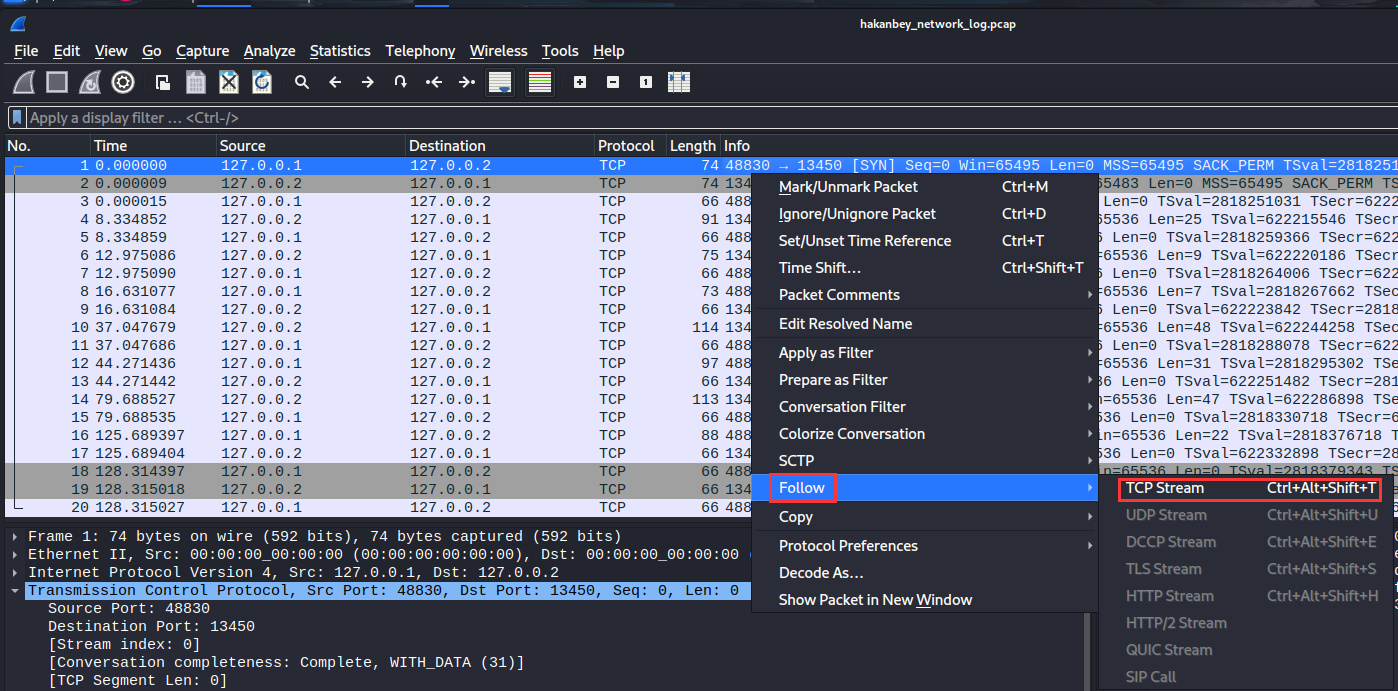 hakanbey_network_log.pcap
File Edit View Go Capture Analyze Statistics Telephony Wireless Tools Help
Apply a display filter … <Ctrl-/>
No. Time Source Destination Protocol Length Info
1 0.000000 127.0.0.1 127.0.0.2 TCP 74 48830 → 13450 [SYN] Seq=0 Win=65495 Len=0 MSS=65495 SACK_PERM TSval=2818251
2 0.000009 127.0.0.2 127.0.0.1 TCP 74 134 65483 Len=0 MSS=65495 SACK_PERM TS
3 0.000015 127.0.0.1 127.0.0.2 TCP 66 488 Len=0 TSval=2818251031 TSecr=6222
4 8.334852 127.0.0.2 127.0.0.1 TCP 91 134 65536 Len=25 TSval=622215546 TSecr=2
5 8.334859 127.0.0.1 127.0.0.2 TCP 66 488 6 Len=0 TSval=2818259366 TSecr=6222
6 12.975086 127.0.0.2 127.0.0.1 TCP 75 134 65536 Len=9 TSval=622220186 TSecr=28
7 12.975090 127.0.0.1 127.0.0.2 TCP 66 488 6 Len=0 TSval=2818264006 TSecr=6222
8 16.631077 127.0.0.1 127.0.0.2 TCP 73 488 =65536 Len=7 TSval=2818267662 TSecr=6
9 16.631084 127.0.0.2 127.0.0.1 TCP 66 134 6 Len=0 TSval=622223842 TSecr=2818
10 37.047679 127.0.0.2 127.0.0.1 TCP 114 134 =65536 Len=48 TSval=622244258 TSecr=
11 37.047686 127.0.0.1 127.0.0.2 TCP 66 488 6 Len=0 TSval=2818288078 TSecr=622
12 44.271436 127.0.0.1 127.0.0.2 TCP 97 488 =65536 Len=31 TSval=2818295302 TSecr=
13 44.271442 127.0.0.2 127.0.0.1 TCP 66 134 36 Len=0 TSval=622251482 TSecr=281
14 79.688527 127.0.0.2 127.0.0.1 TCP 113 134 n=65536 Len=47 TSval=622286898 TSecr=
15 79.688535 127.0.0.1 127.0.0.2 TCP 66 488 536 Len=0 TSval=2818330718 TSecr=62
16 125.689397 127.0.0.1 127.0.0.2 TCP 88 488 in=65536 Len=22 TSval=2818376718 TS
17 125.689404 127.0.0.2 127.0.0.1 TCP 66 134 536 Len=0 TSval=622332898 TSecr=28
18 128.314397 127.0.0.1 127.0.0.2 TCP 66 488 n=65536 Len=0 TSval=2818379343 TS
19 128.315018 127.0.0.2 127.0.0.1 TCP 66 134
20 128.315027 127.0.0.1 127.0.0.2 TCP 66 488
Mark/Unmark Packet Ctrl+M
Ignore/Unignore Packet Ctrl+D
Set/Unset Time Reference Ctrl+T
Time Shift… Ctrl+Shift+T
Packet Comments
Edit Resolved Name
Apply as Filter
Prepare as Filter
Conversation Filter
Colorize Conversation
SCTP
Follow
Copy
Protocol Preferences
Decode As…
Show Packet in New Window
TCP Stream Ctrl+Alt+Shift+T
UDP Stream Ctrl+Alt+Shift+U
DCCP Stream Ctrl+Alt+Shift+E
TLS Stream Ctrl+Alt+Shift+S
HTTP Stream Ctrl+Alt+Shift+H
HTTP/2 Stream
QUIC Stream
SIP Call
Frame 1: 74 bytes on wire (592 bits), 74 bytes captured (592 bits)
Ethernet II, Src: 00:00:00_00:00:00 (00:00:00:00:00:00), Dst: 00:00:00_00:00:00
Internet Protocol Version 4, Src: 127.0.0.1, Dst: 127.0.0.2
Transmission Control Protocol, Src Port: 48830, Dst Port: 13450, Seq: 0, Len: 0
Source Port: 48830
Destination Port: 13450
[Stream index: 0]
[Conversation completeness: Complete, WITH_DATA (31)]
[TCP Segment Len: 0]